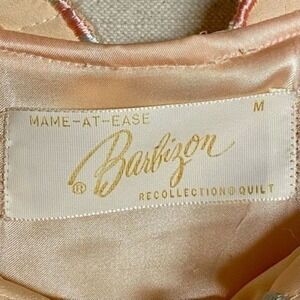 MAME-AT-EASE M
Barbizon
® RECOLLECTION® QUILT